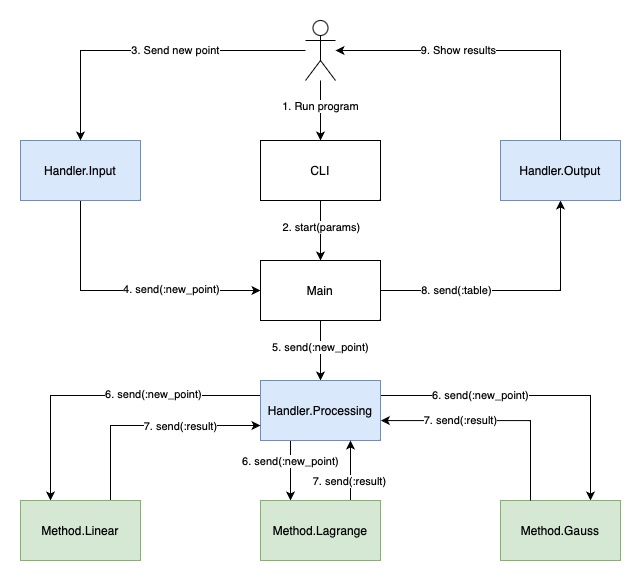 3. Send new point
9. Show results
1. Run program
Handler.Input
CLI
Handler.Output
2. start(params)
4. send(:new_point)
Main
8. send(:table)
5. send(:new_point)
6. send(:new_point)
6. send(:new_point)
Handler.Processing
7. send(:result)
7. send(:result)
6. send(:new_point)
7. send(:result)
Method.Linear
Method.Lagrange
Method.Gauss